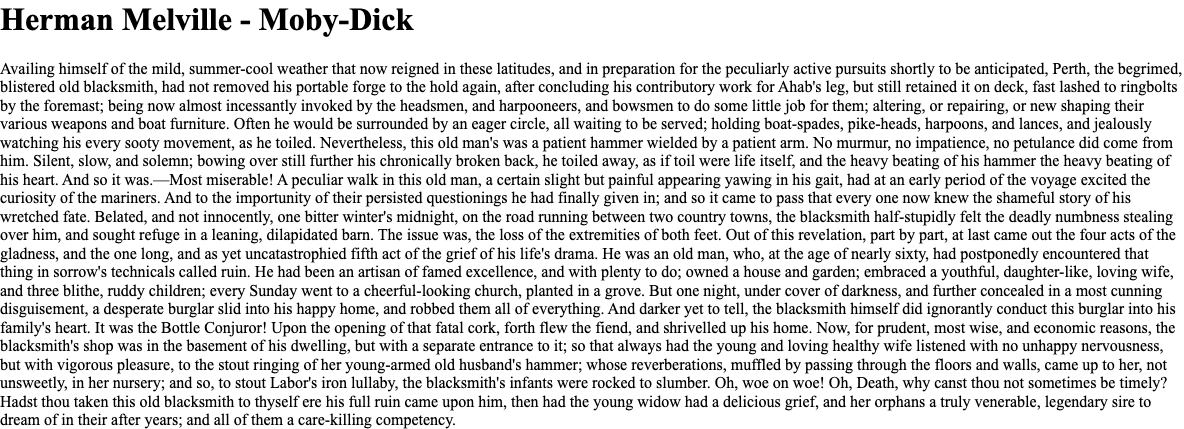 Herman Melville - Moby-Dick
Availing himself of the mild, summer-cool weather that now reigned in these latitudes, and in preparation for the peculiarly active pursuits shortly to be anticipated, Perth, the begrimed,
blistered old blacksmith, had not removed his portable forge to the hold again, after concluding his contributory work for Ahab's leg, but still retained it on deck, fast lashed to ringbolts
by the foremast; being now almost incessantly invoked by the headsmen, and harpooneers, and bowsmen to do some little job for them; altering, or repairing, or new shaping their
various weapons and boat furniture. Often he would be surrounded by an eager circle, all waiting to be served; holding boat-spades, pike-heads, harpoons, and lances, and jealously
watching his every sooty movement, as he toiled. Nevertheless, this old man's was a patient hammer wielded by a patient arm. No murmur, no impatience, no petulance did come from
him. Silent, slow, and solemn; bowing over still further his chronically broken back, he toiled away, as if toil were life itself, and the heavy beating of his hammer the heavy beating of
his heart. And so it was.—Most miserable! A peculiar walk in this old man, a certain slight but painful appearing yawing in his gait, had at an early period of the voyage excited the
curiosity of the mariners. And to the importunity of their persisted questionings he had finally given in; and so it came to pass that every one now knew the shameful story of his
wretched fate. Belated, and not innocently, one bitter winter's midnight, on the road running between two country towns, the blacksmith half-stupidly felt the deadly numbness stealing
over him, and sought refuge in a leaning, dilapidated barn. The issue was, the loss of the extremities of both feet. Out of this revelation, part by part, at last came out the four acts of the
gladness, and the one long, and as yet uncatastrophied fifth act of the grief of his life's drama. He was an old man, who, at the age of nearly sixty, had postponedly encountered that
thing in sorrow's technicals called ruin. He had been an artisan of famed excellence, and with plenty to do; owned a house and garden; embraced a youthful, daughter-like, loving wife,
and three blithe, ruddy children; every Sunday went to a cheerful-looking church, planted in a grove. But one night, under cover of darkness, and further concealed in a most cunning
disguisement, a desperate burglar slid into his happy home, and robbed them all of everything. And darker yet to tell, the blacksmith himself did ignorantly conduct this burglar into his
family's heart. It was the Bottle Conjuror! Upon the opening of that fatal cork, forth flew the fiend, and shrivelled up his home. Now, for prudent, most wise, and economic reasons, the
blacksmith's shop was in the basement of his dwelling, but with a separate entrance to it; so that always had the young and loving healthy wife listened with no unhappy nervousness,
but with vigorous pleasure, to the stout ringing of her young-armed old husband's hammer; whose reverberations, muffled by passing through the floors and walls, came up to her, not
unsweetly, in her nursery; and so, to stout Labor's iron lullaby, the blacksmith's infants were rocked to slumber. Oh, woe on woe! Oh, Death, why canst thou not sometimes be timely?
Hadst thou taken this old blacksmith to thyself ere his full ruin came upon him, then had the young widow had a delicious grief, and her orphans a truly venerable, legendary sire to
dream of in their after years; and all of them a care-killing competency.